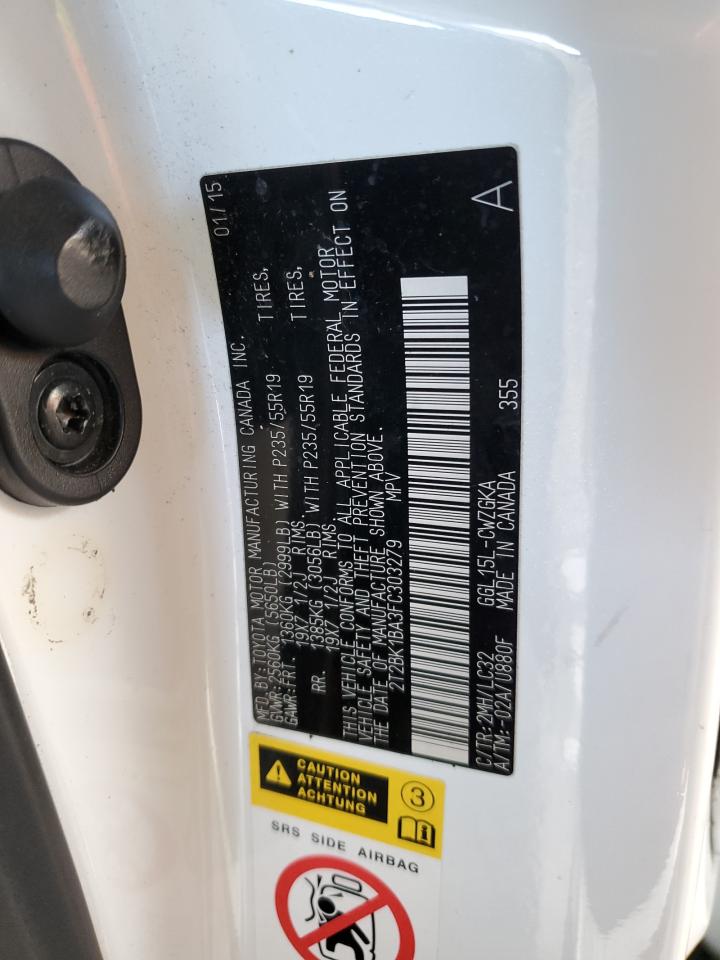 MFD.BY:TOYOTA MOTOR MANUFACTURING CANADA INC. 01/15
GVWR:2560KG (5650LB)
GAWR:FRT. 1360KG (2999LB) WITH P235/55R19 TIRES,
19X7 1/2J RIMS.
RR. 1385KG (3056LB) WITH P235/55R19 TIRES,
19X7 1/2J RIMS.
THIS VEHICLE CONFORMS TO ALL APPLICABLE FEDERAL MOTOR
VEHICLE SAFETY AND THEFT PREVENTION STANDARDS IN EFFECT ON
THE DATE OF MANUFACTURE SHOWN ABOVE.
2T2BK1BA3FC303279 MPV
C/TR:2MH/LC32 GGL15L-CWZGKA 355 A
A/TM:-02A/U880F MADE IN CANADA
CAUTION
ATTENTION
ACHTUNG
3
i
SRS SIDE AIRBAG